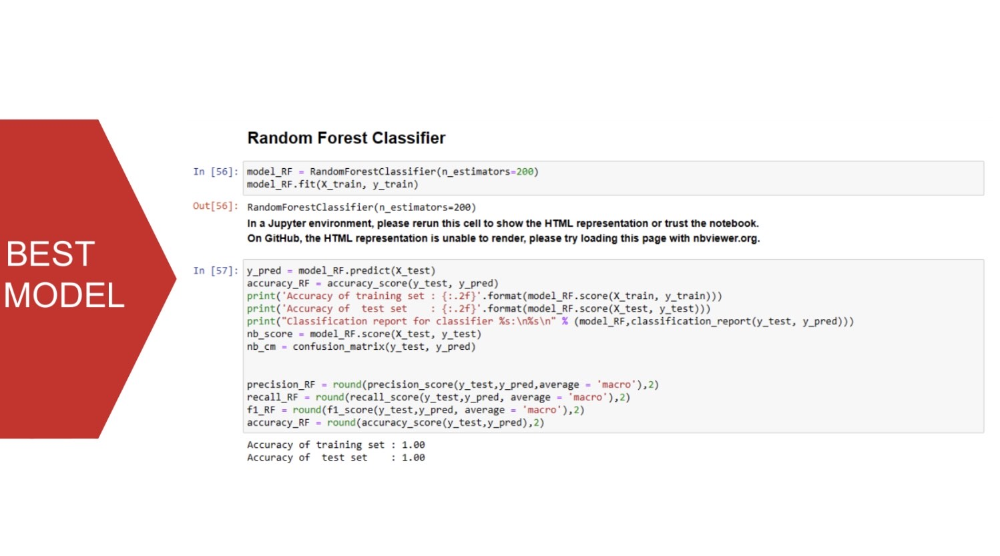 BEST
MODEL
Random Forest Classifier
In [56]: model_RF = RandomForestClassifier(n_estimators=200)
model_RF.fit(X_train, y_train)
Out[56]: RandomForestClassifier(n_estimators=200)
In a Jupyter environment, please rerun this cell to show the HTML representation or trust the notebook.
On GitHub, the HTML representation is unable to render, please try loading this page with nbviewer.org.
In [57]: y_pred = model_RF.predict(X_test)
accuracy_RF = accuracy_score(y_test, y_pred)
print('Accuracy of training set : {:.2f}'.format(model_RF.score(X_train, y_train)))
print('Accuracy of  test set    : {:.2f}'.format(model_RF.score(X_test, y_test)))
print("Classification report for classifier %s:\n%s\n" % (model_RF,classification_report(y_test, y_pred)))
nb_score = model_RF.score(X_test, y_test)
nb_cm = confusion_matrix(y_test, y_pred)
precision_RF = round(precision_score(y_test,y_pred,average = 'macro'),2)
recall_RF = round(recall_score(y_test,y_pred, average = 'macro'),2)
f1_RF = round(f1_score(y_test,y_pred, average = 'macro'),2)
accuracy_RF = round(accuracy_score(y_test,y_pred),2)
Accuracy of training set : 1.00
Accuracy of  test set    : 1.00